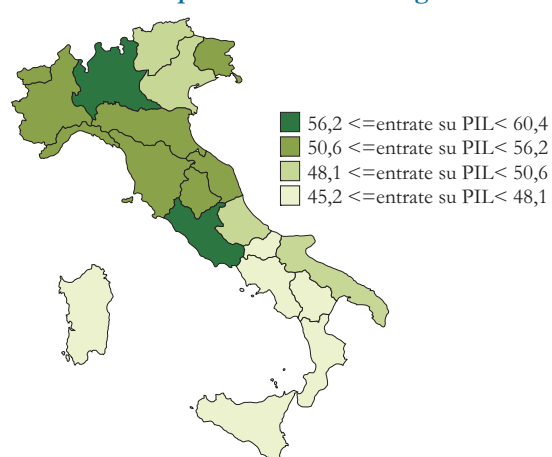 56,2 <=entrate su PIL< 60,4
50,6 <=entrate su PIL< 56,2
48,1 <=entrate su PIL< 50,6
45,2 <=entrate su PIL< 48,1